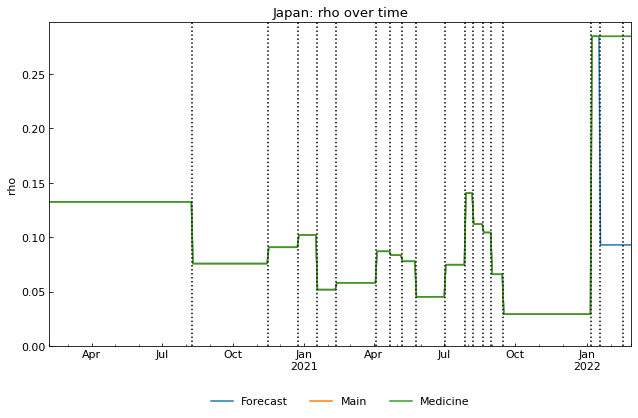 Japan: rho over time
rho
0.25
0.20
0.15
0.10
0.05
0.00
Apr Jul Oct Jan Apr Jul Oct Jan
2021 2022
Forecast Main Medicine